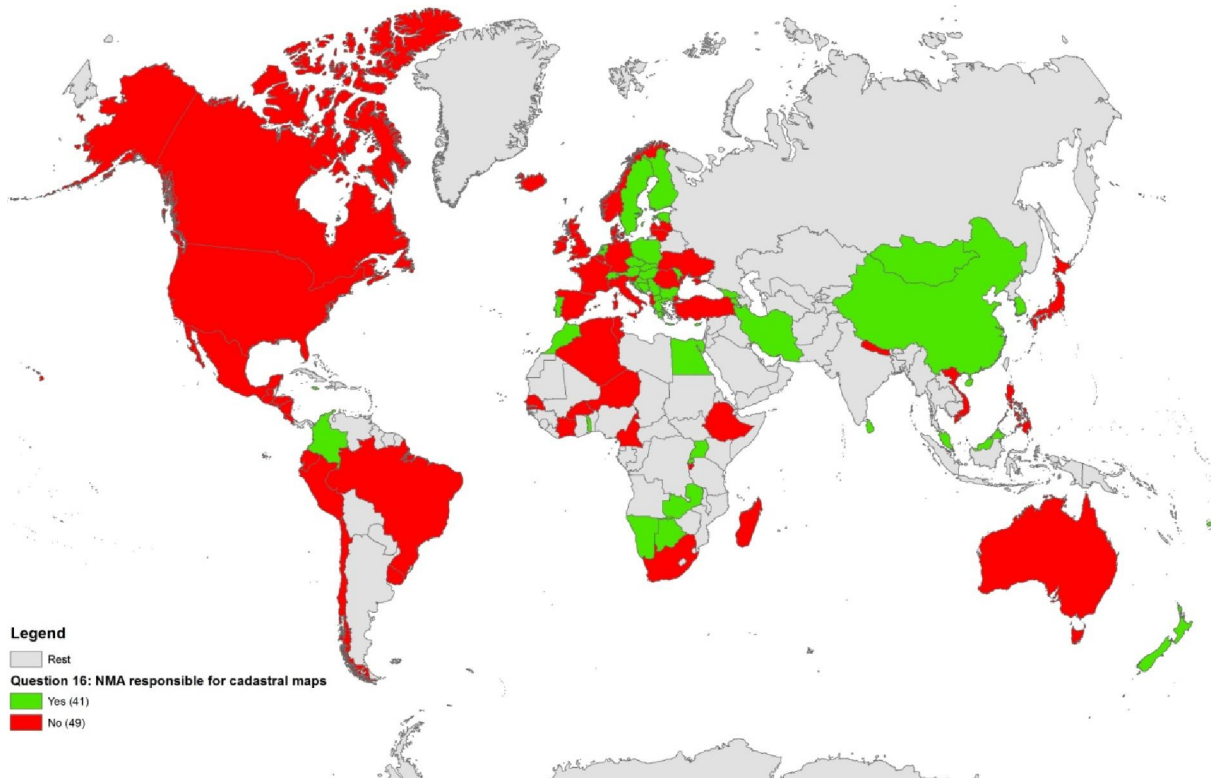 Legend
Rest
Question 16: NMA responsible for cadastral maps
Yes (41)
No (49)